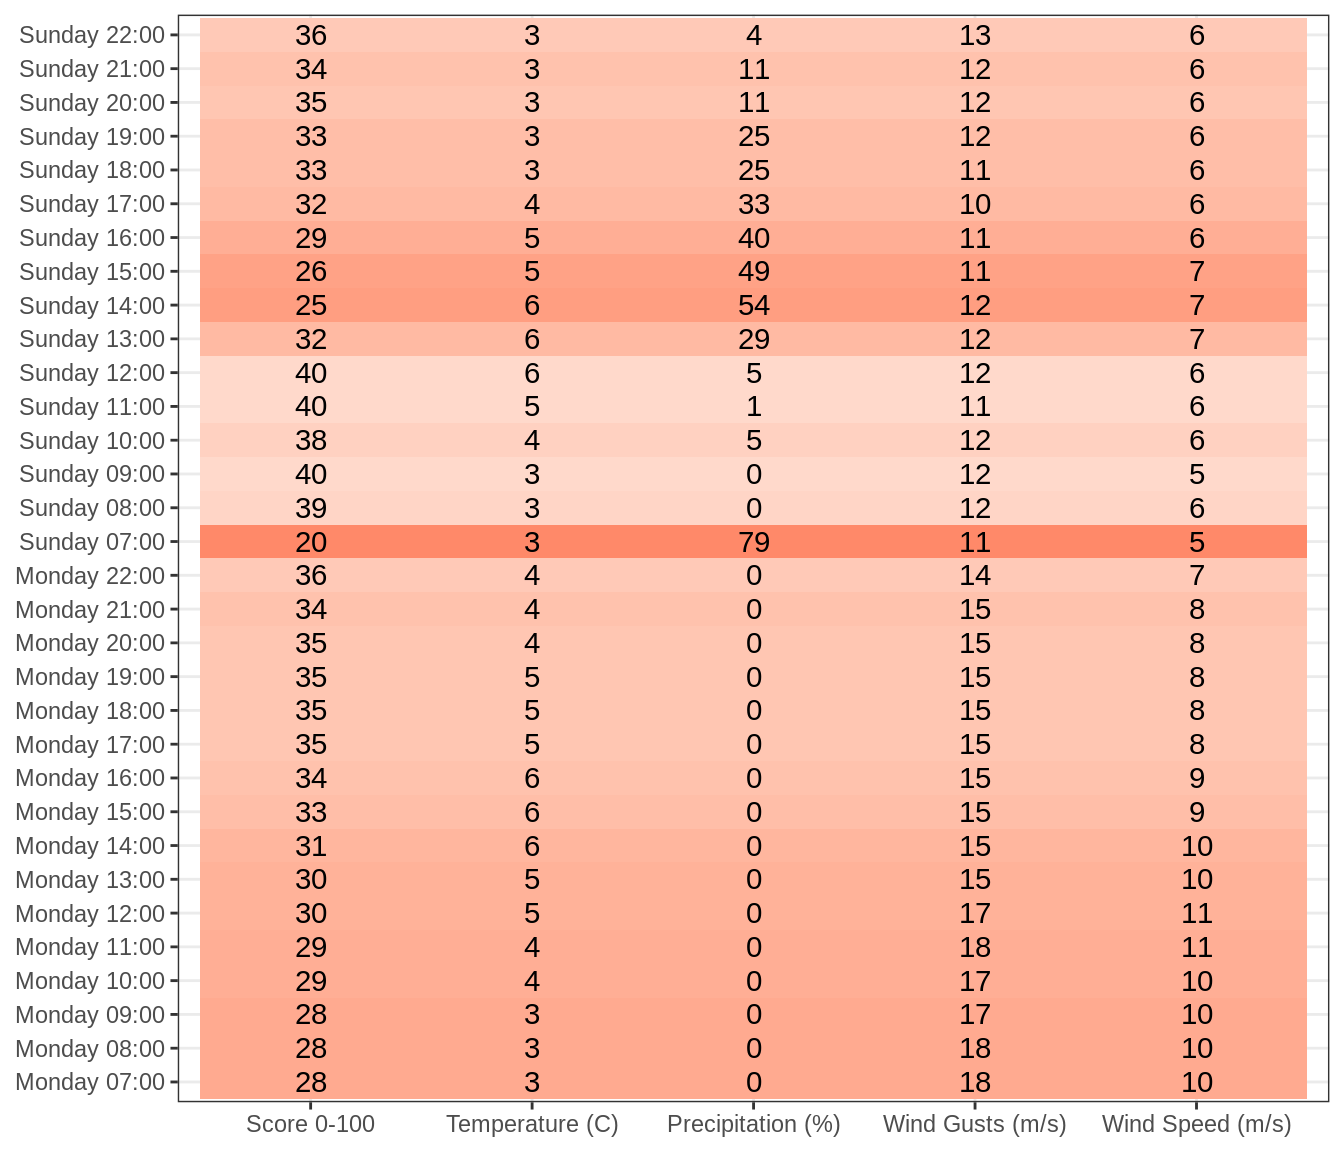 Sunday 22:00 36 3 4 13 6
Sunday 21:00 34 3 11 12 6
Sunday 20:00 35 3 11 12 6
Sunday 19:00 33 3 25 12 6
Sunday 18:00 33 3 25 11 6
Sunday 17:00 32 4 33 10 6
Sunday 16:00 29 5 40 11 6
Sunday 15:00 26 5 49 11 7
Sunday 14:00 25 6 54 12 7
Sunday 13:00 32 6 29 12 7
Sunday 12:00 40 6 5 12 6
Sunday 11:00 40 5 1 11 6
Sunday 10:00 38 4 5 12 6
Sunday 09:00 40 3 0 12 5
Sunday 08:00 39 3 0 12 6
Sunday 07:00 20 3 79 11 5
Monday 22:00 36 4 0 14 7
Monday 21:00 34 4 0 15 8
Monday 20:00 35 4 0 15 8
Monday 19:00 35 5 0 15 8
Monday 18:00 35 5 0 15 8
Monday 17:00 35 5 0 15 8
Monday 16:00 34 6 0 15 9
Monday 15:00 33 6 0 15 9
Monday 14:00 31 6 0 15 10
Monday 13:00 30 5 0 15 10
Monday 12:00 30 5 0 17 11
Monday 11:00 29 4 0 18 11
Monday 10:00 29 4 0 17 10
Monday 09:00 28 3 0 17 10
Monday 08:00 28 3 0 18 10
Monday 07:00 28 3 0 18 10
Score 0-100 Temperature (C) Precipitation (%) Wind Gusts (m/s) Wind Speed (m/s)